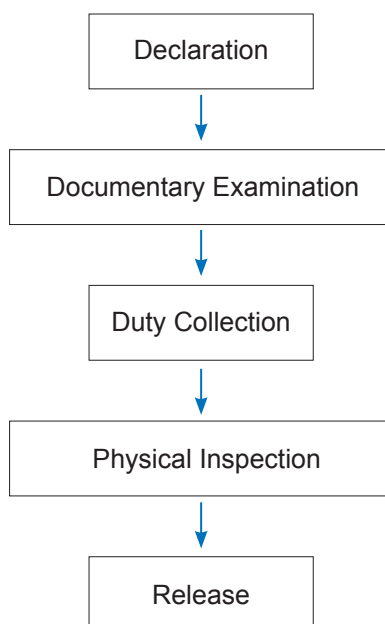 Declaration
Documentary Examination
Duty Collection
Physical Inspection
Release